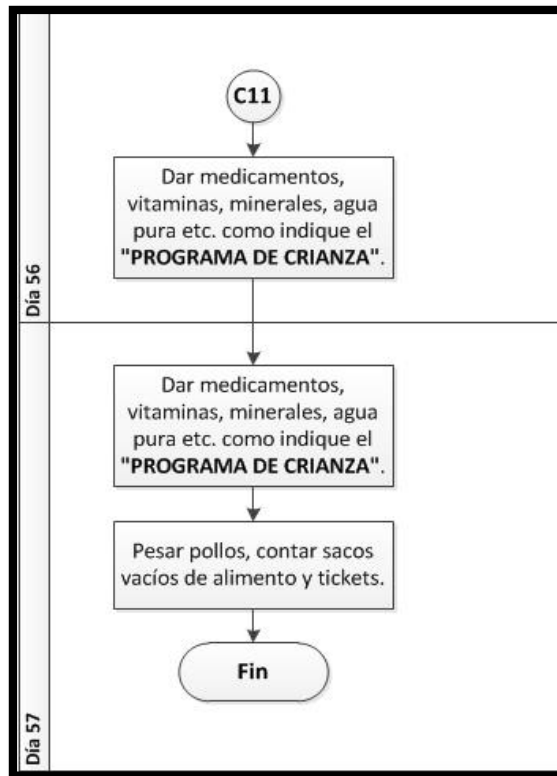 C11
Dar medicamentos,
vitaminas, minerales, agua
pura etc. como indique el
"PROGRAMA DE CRIANZA".
Día 56
Dar medicamentos,
vitaminas, minerales, agua
pura etc. como indique el
"PROGRAMA DE CRIANZA".
Pesar pollos, contar sacos
vacíos de alimento y tickets.
Fin
Día 57